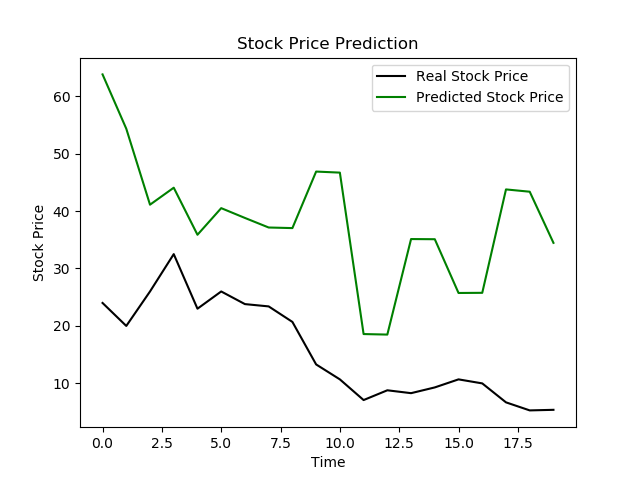 Stock Price Prediction
Real Stock Price
Predicted Stock Price
Stock Price
60
50
40
30
20
10
0.0 2.5 5.0 7.5 10.0 12.5 15.0 17.5
Time